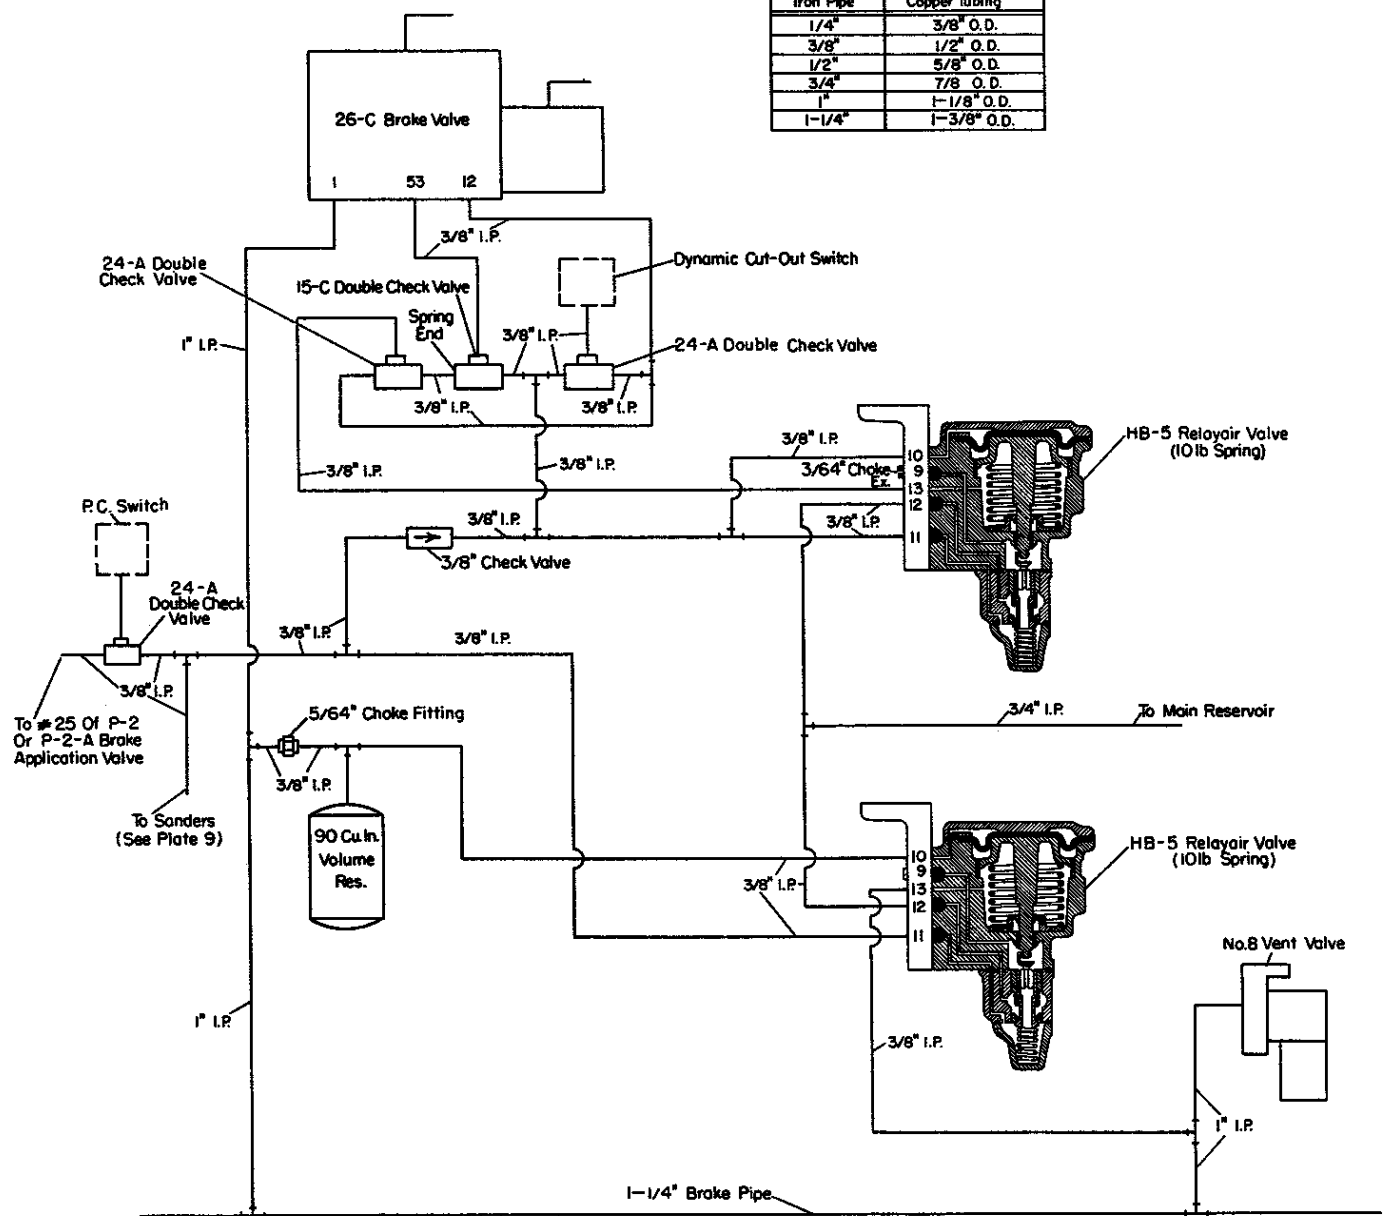 Iron Pipe Copper Tubing
1/4" 3/8" O.D.
3/8" 1/2" O.D.
1/2" 5/8" O.D.
3/4" 7/8 O.D.
1" 1-1/8" O.D.
1-1/4" 1-3/8" O.D.
26-C Brake Valve
1 53 12
3/8" I.P.
24-A Double
Check Valve
Dynamic Cut-Out Switch
15-C Double Check Valve
Spring
End
3/8" I.P.
1" I.P.
24-A Double Check Valve
3/8" I.P.
3/8" I.P.
HB-5 Relayair Valve
(10lb Spring)
3/8" I.P.
10
3/64" Choke
Ex.
9
3/8" I.P.
3/8" I.P.
13
12
P.C. Switch
3/8" I.P.
3/8" I.P.
11
3/8" Check Valve
24-A
Double Check
Valve
3/8" I.P.
3/8" I.P.
3/8" I.P.
To #25 Of P-2
Or P-2-A Brake
Application Valve
5/64" Choke Fitting
3/4" I.P.
To Main Reservoir
3/8" I.P.
To Sanders
(See Plate 9)
90 Cu.In.
Volume
Res.
HB-5 Relayair Valve
(10lb Spring)
10
9
3/8" I.P.
13
12
11
No.8 Vent Valve
1" I.P.
3/8" I.P.
1" I.P.
1-1/4" Brake Pipe